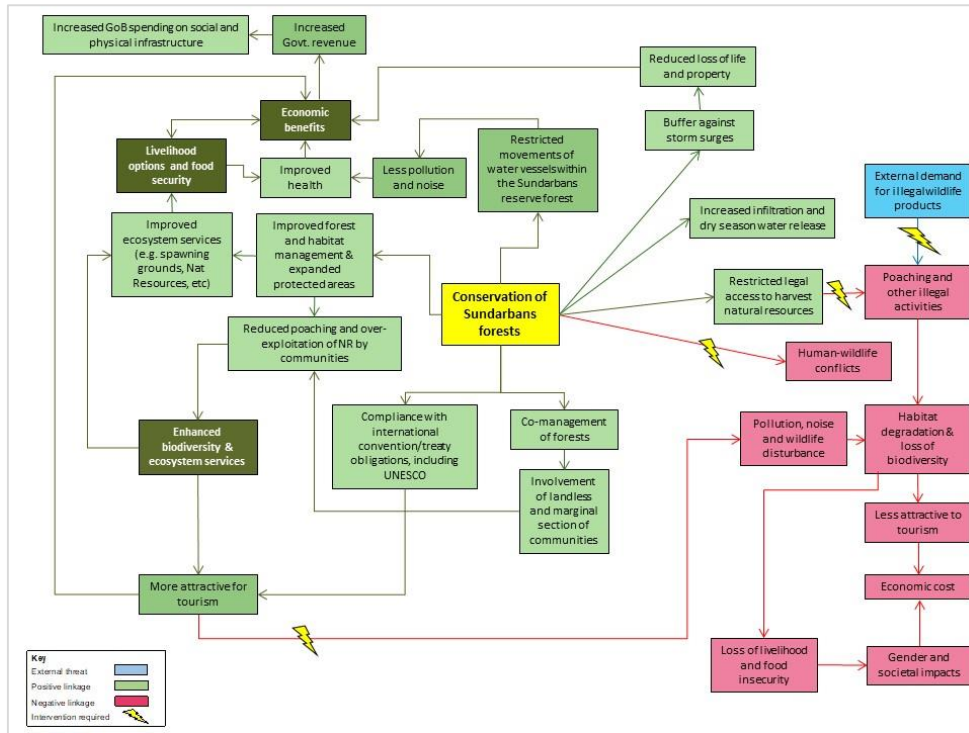 Increased GoB spending on social and
physical infrastructure
Increased
Govt. revenue
Reduced loss of life
and property
Economic
benefits
Buffer against
storm surges
Livelihood
options and food
security
Improved
health
Less pollution
and noise
Restricted
movements of
water vessels within
the Sundarbans
reserve forest
External demand
for illegal wildlife
products
Improved
ecosystem services
(e.g. spawning
grounds, Nat
Resources, etc)
Improved forest
and habitat
management &
expanded
protected areas
Increased infiltration and
dry season water release
Conservation of
Sundarbans
forests
Restricted legal
access to harvest
natural resources
Poaching and
other illegal
activities
Reduced poaching and over-
exploitation of NR by
communities
Human-wildlife
conflicts
Enhanced
biodiversity &
ecosystem services
Compliance with
international
convention/treaty
obligations, including
UNESCO
Co-management
of forests
Pollution, noise
and wildlife
disturbance
Habitat
degradation &
loss of
biodiversity
Involvement
of landless
and marginal
section of
communities
Less attractive to
tourism
More attractive for
tourism
Economic cost
Loss of livelihood
and food
insecurity
Gender and
societal impacts
Key
External threat
Positive linkage
Negative linkage
Intervention required